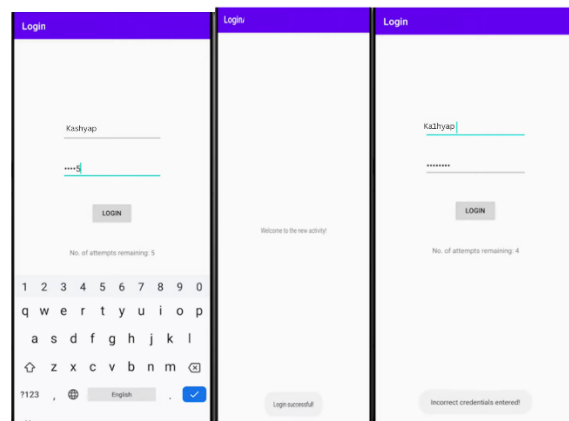 Login
Kashyap
••••5
LOGIN
No. of attempts remaining: 5
1 2 3 4 5 6 7 8 9 0
q w e r t y u i o p
a s d f g h j k l
z x c v b n m
?123 , English .
Login/
Welcome to the new activity!
Login successful!
Login
Kalhyap
••••••••
LOGIN
No. of attempts remaining: 4
Incorrect credentials entered!